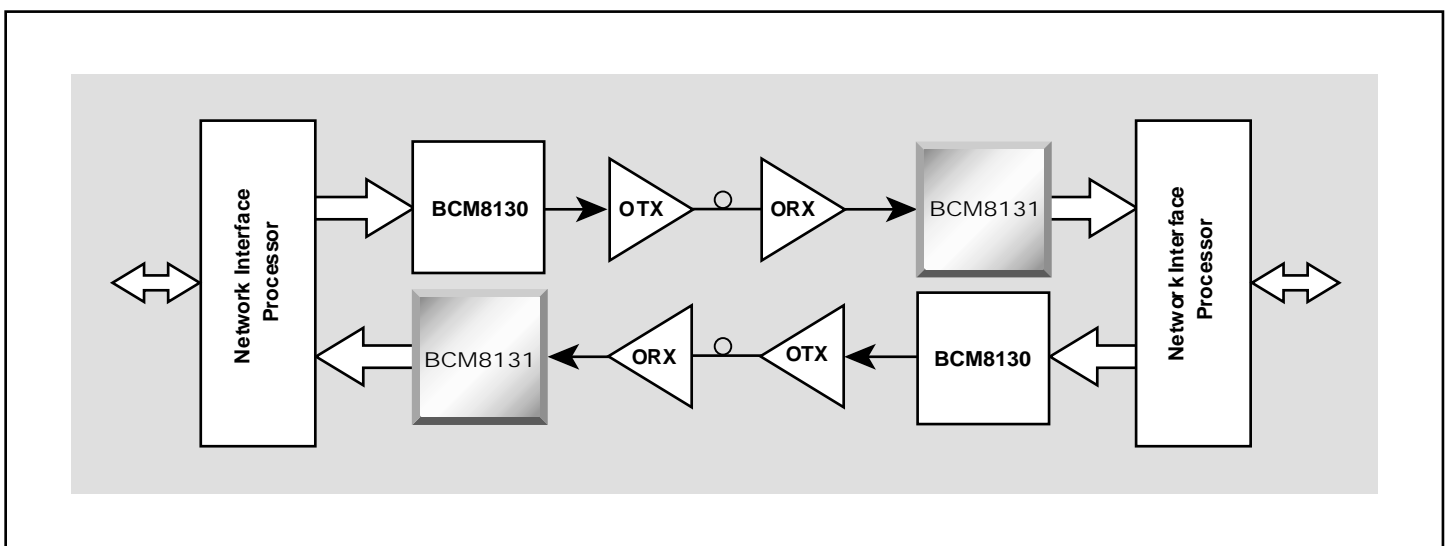 Network Interface
Processor
BCM8130
OTX
ORX
BCM8131
Network Interface
Processor
BCM8131
ORX
OTX
BCM8130